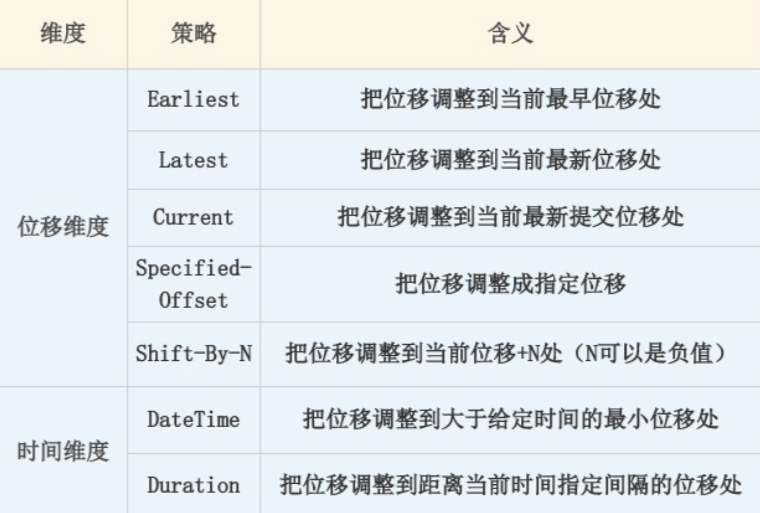 维度 策略 含义
位移维度
Earliest 把位移调整到当前最早位移处
Latest 把位移调整到当前最新位移处
Current 把位移调整到当前最新提交位移处
Specified-
Offset 把位移调整成指定位移
Shift-By-N 把位移调整到当前位移+N处（N可以是负值）
时间维度
DateTime 把位移调整到大于给定时间的最小位移处
Duration 把位移调整到距离当前时间指定间隔的位移处